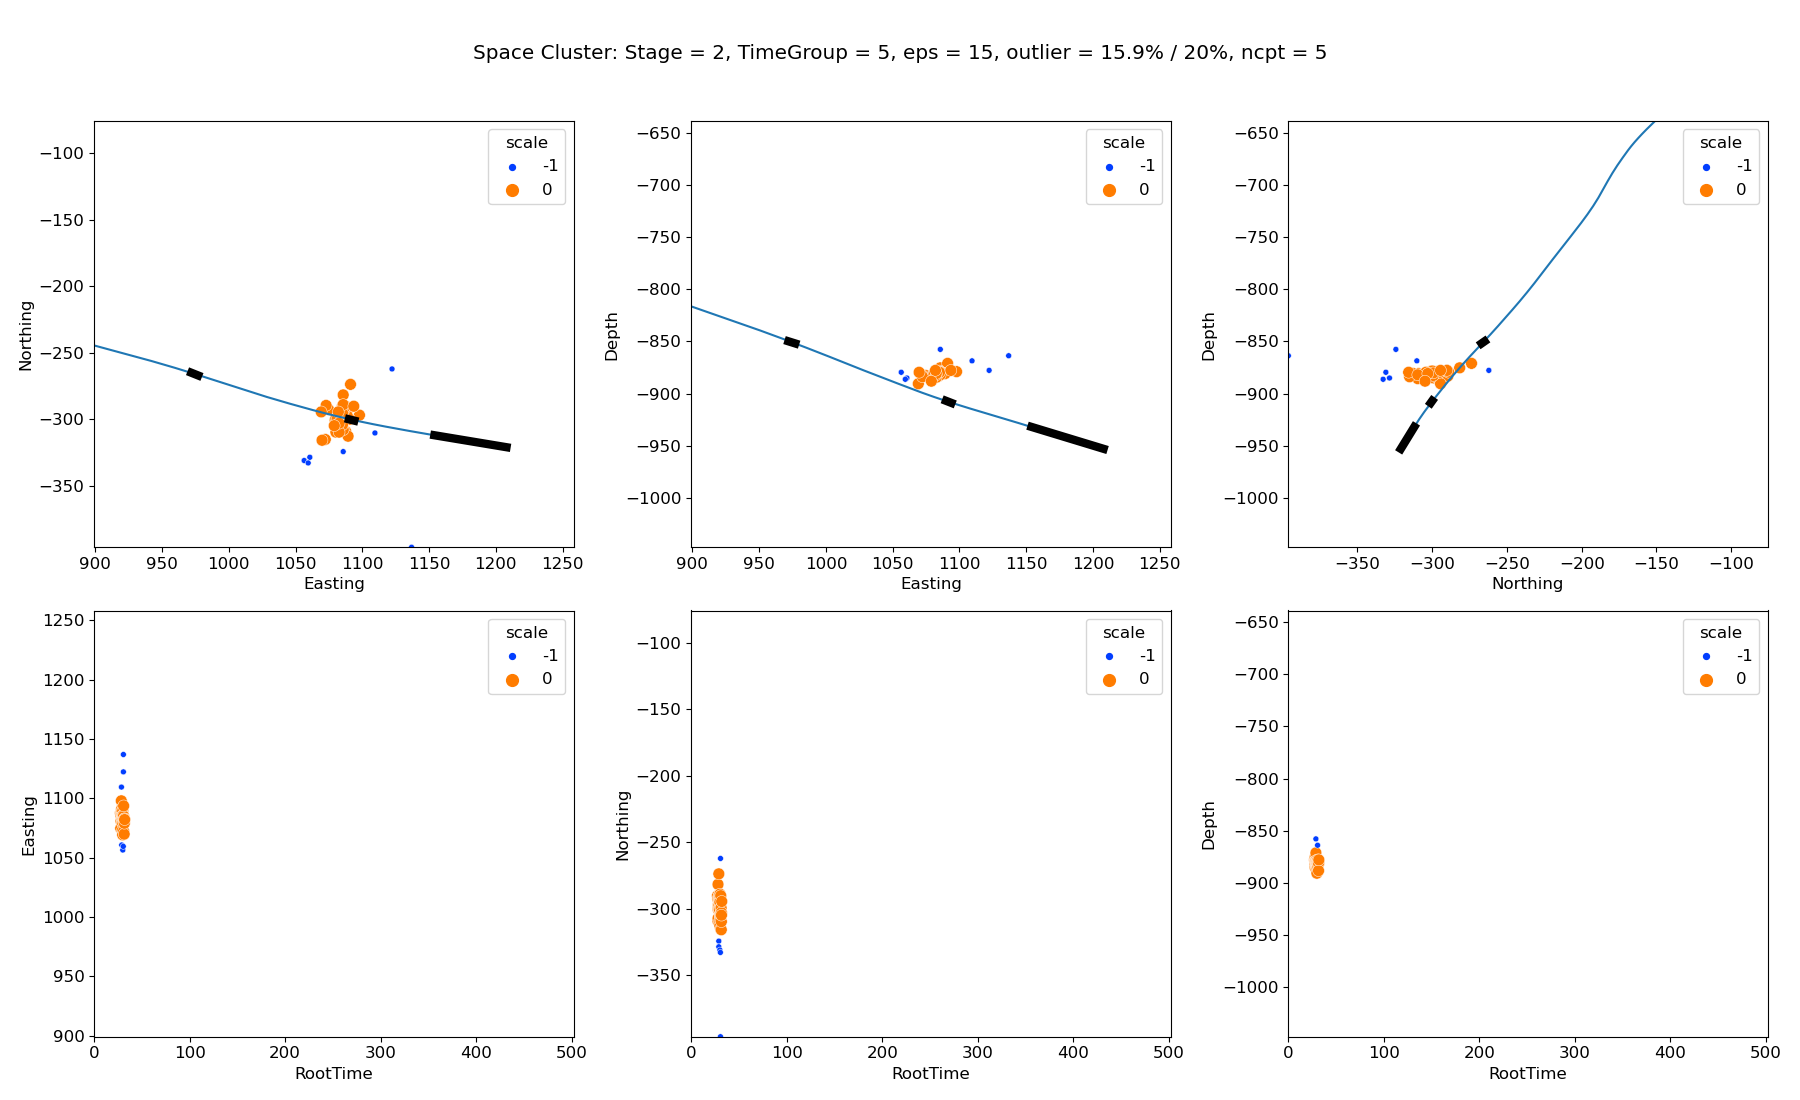 Space Cluster: Stage = 2, TimeGroup = 5, eps = 15, outlier = 15.9% / 20%, ncpt = 5
scale
-1
0
−100
−150
−200
−250
−300
−350
Northing
900 950 1000 1050 1100 1150 1200 1250
Easting
scale
-1
0
−650
−700
−750
−800
−850
−900
−950
−1000
Depth
900 950 1000 1050 1100 1150 1200 1250
Easting
scale
-1
0
−650
−700
−750
−800
−850
−900
−950
−1000
Depth
−350 −300 −250 −200 −150 −100
Northing
scale
-1
0
1250
1200
1150
1100
1050
1000
950
900
Easting
0 100 200 300 400 500
RootTime
scale
-1
0
−100
−150
−200
−250
−300
−350
Northing
0 100 200 300 400 500
RootTime
scale
-1
0
−650
−700
−750
−800
−850
−900
−950
−1000
Depth
0 100 200 300 400 500
RootTime